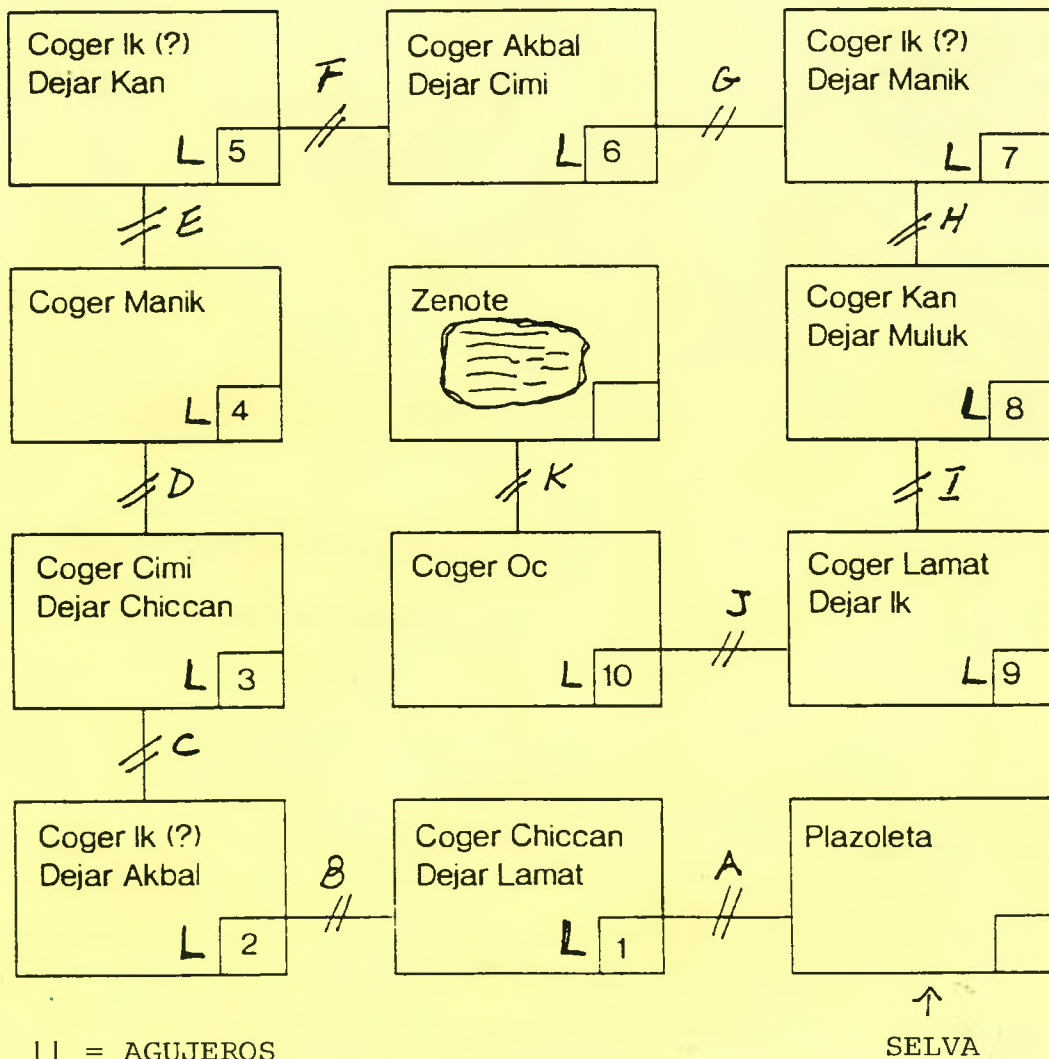 Coger Ik (?)
Dejar Kan
L 5
F
Coger Akbal
Dejar Cimi
L 6
G
Coger Ik (?)
Dejar Manik
L 7
E
H
Coger Manik
L 4
Zenote
Coger Kan
Dejar Muluk
L 8
D
K
I
Coger Cimi
Dejar Chiccan
L 3
Coger Oc
L 10
J
Coger Lamat
Dejar Ik
L 9
C
Coger Ik (?)
Dejar Akbal
L 2
B
Coger Chiccan
Dejar Lamat
L 1
A
Plazoleta
|| = AGUJEROS
SELVA